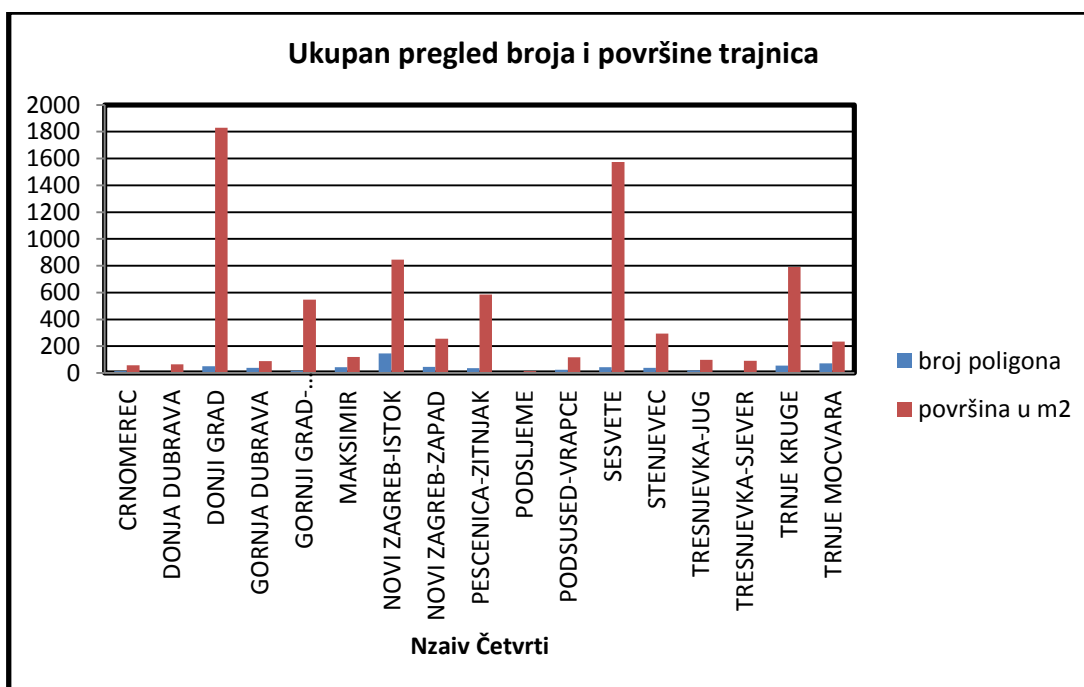 Ukupan pregled broja i površine trajnica
2000
1800
1600
1400
1200
1000
800
600
400
200
0
CRNOMEREC
DONJA DUBRAVA
DONJI GRAD
GORNJA DUBRAVA
GORNJI GRAD-…
MAKSIMIR
NOVI ZAGREB-ISTOK
NOVI ZAGREB-ZAPAD
PESCENICA-ZITNJAK
PODSLJEME
PODSUSED-VRAPCE
SESVETE
STENJEVEC
TRESNJEVKA-JUG
TRESNJEVKA-SJEVER
TRNJE KRUGE
TRNJE MOCVARA
Nzaiv Četvrti
broj poligona
površina u m2